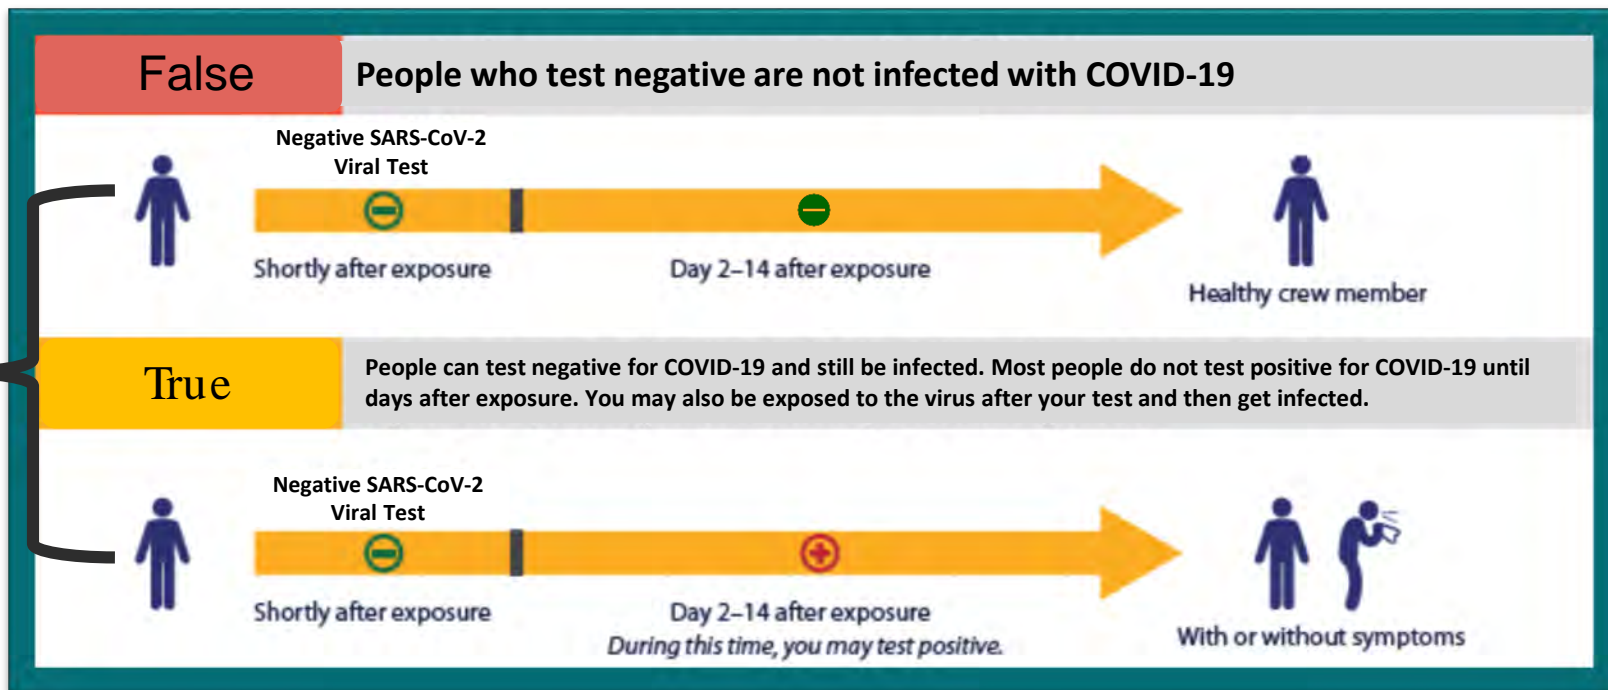 False
People who test negative are not infected with COVID-19
Negative SARS-CoV-2
Viral Test
Shortly after exposure
Day 2–14 after exposure
Healthy crew member
True
People can test negative for COVID-19 and still be infected. Most people do not test positive for COVID-19 until
days after exposure. You may also be exposed to the virus after your test and then get infected.
Negative SARS-CoV-2
Viral Test
Shortly after exposure
Day 2–14 after exposure
During this time, you may test positive.
With or without symptoms